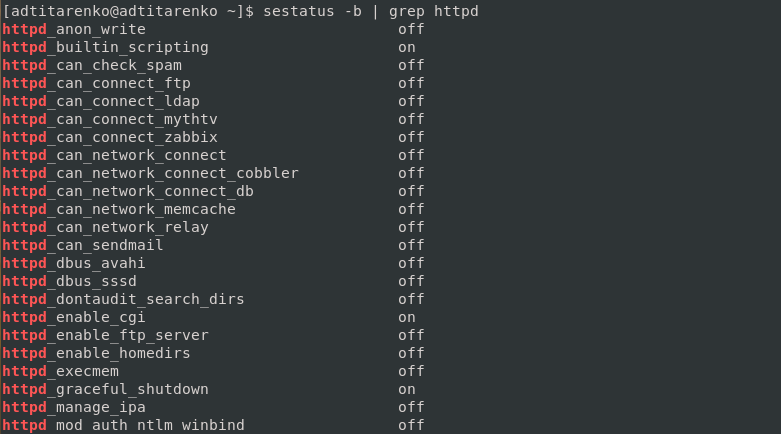 [adtitarenko@adtitarenko ~]$ sestatus -b | grep httpd
httpd_anon_write off
httpd_builtin_scripting on
httpd_can_check_spam off
httpd_can_connect_ftp off
httpd_can_connect_ldap off
httpd_can_connect_mythtv off
httpd_can_connect_zabbix off
httpd_can_network_connect off
httpd_can_network_connect_cobbler off
httpd_can_network_connect_db off
httpd_can_network_memcache off
httpd_can_network_relay off
httpd_can_sendmail off
httpd_dbus_avahi off
httpd_dbus_sssd off
httpd_dontaudit_search_dirs off
httpd_enable_cgi on
httpd_enable_ftp_server off
httpd_enable_homedirs off
httpd_execmem off
httpd_graceful_shutdown on
httpd_manage_ipa off
httpd_mod_auth_ntlm_winbind off